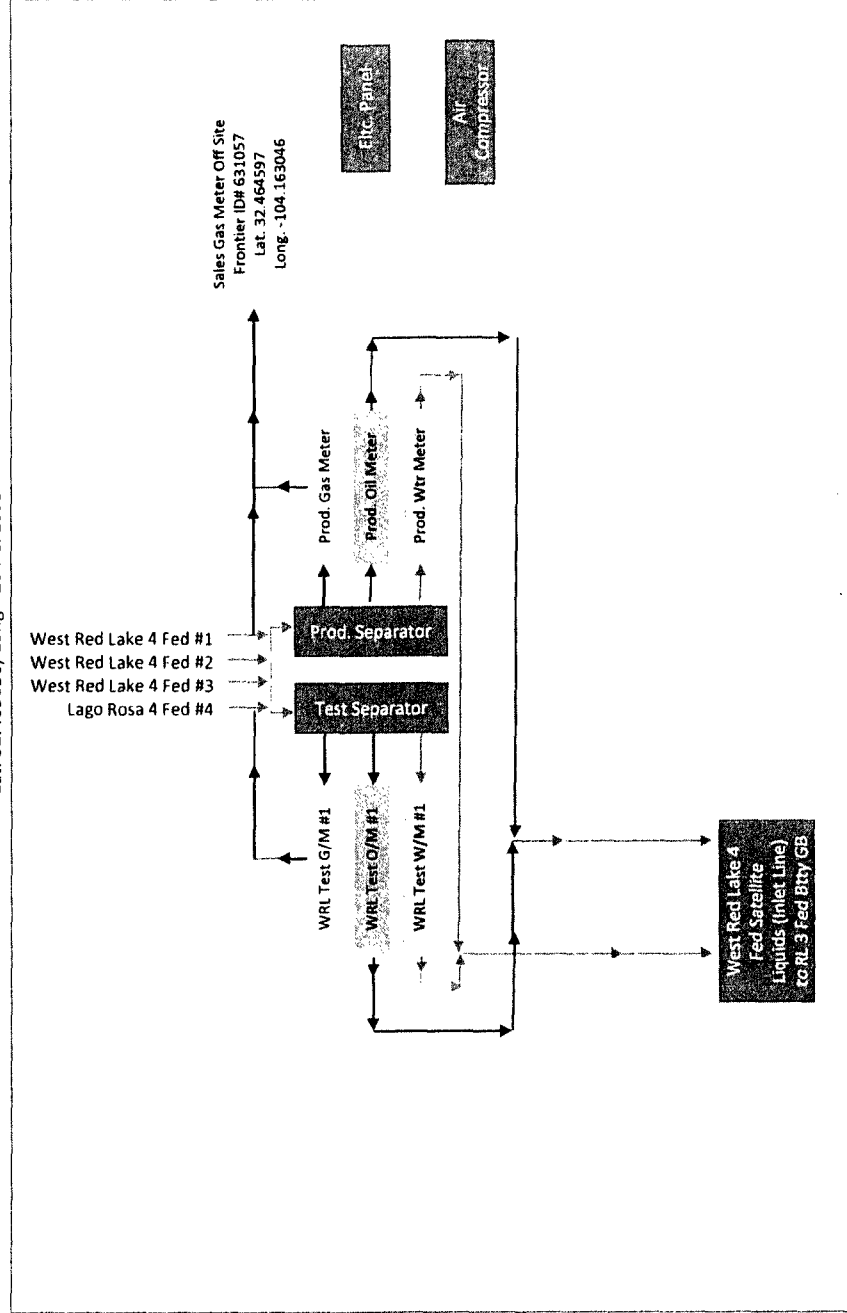 Sales Gas Meter Off Site
Frontier ID# 631057
Lat. 32.464597
Long. -104.163046
Eltc. Panel
Air
Compressor
West Red Lake 4 Fed #1
West Red Lake 4 Fed #2
West Red Lake 4 Fed #3
Lago Rosa 4 Fed #4
Prod. Separator
Test Separator
Prod. Gas Meter
Prod. Oil Meter
Prod. Wtr Meter
WRL Test G/M #1
WRL Test O/M #1
WRL Test W/M #1
West Red Lake 4
Fed Satellite
Liquids (Inlet Line)
to RL 3 Fed Btty GB